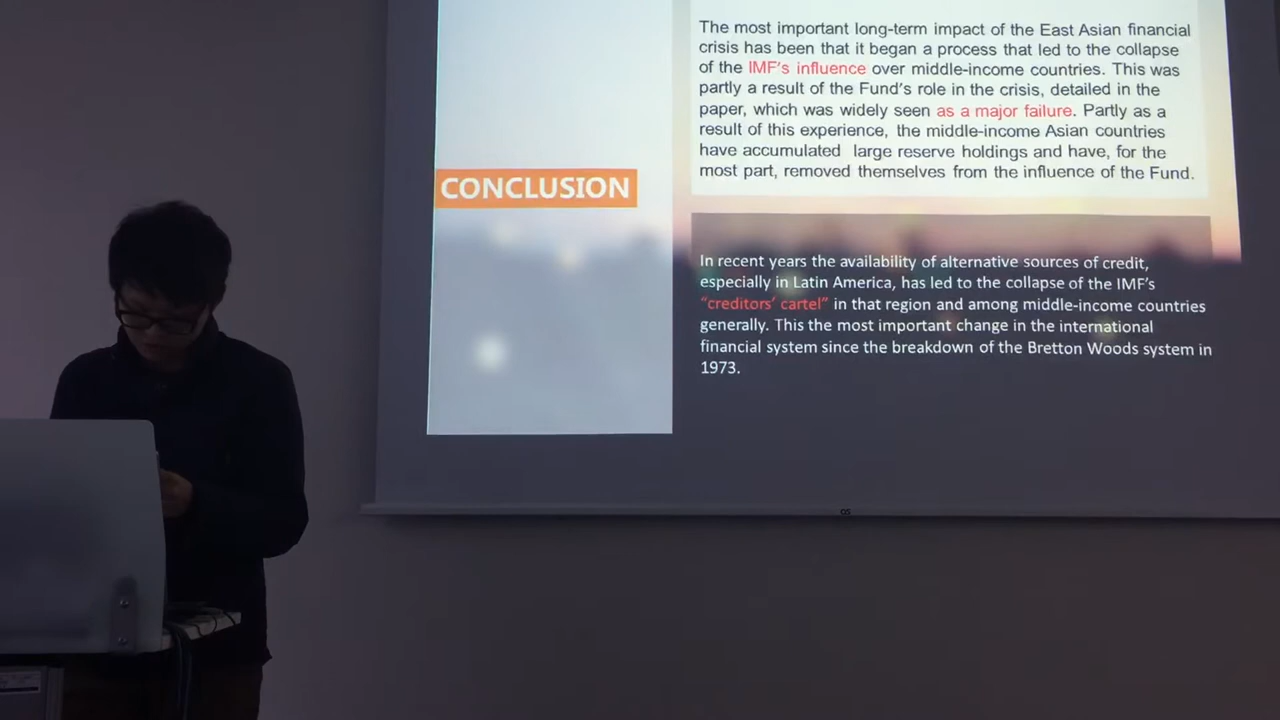 The most important long-term impact of the East Asian financial
crisis has been that it began a process that led to the collapse
of the IMF's influence over middle-income countries. This was
partly a result of the Fund's role in the crisis, detailed in the
paper, which was widely seen as a major failure. Partly as a
result of this experience, the middle-income Asian countries
have accumulated large reserve holdings and have, for the
most part, removed themselves from the influence of the Fund.
CONCLUSION
In recent years the availability of alternative sources of credit,
especially in Latin America, has led to the collapse of the IMF's
“creditors’ cartel” in that region and among middle-income countries
generally. This the most important change in the international
financial system since the breakdown of the Bretton Woods system in
1973.